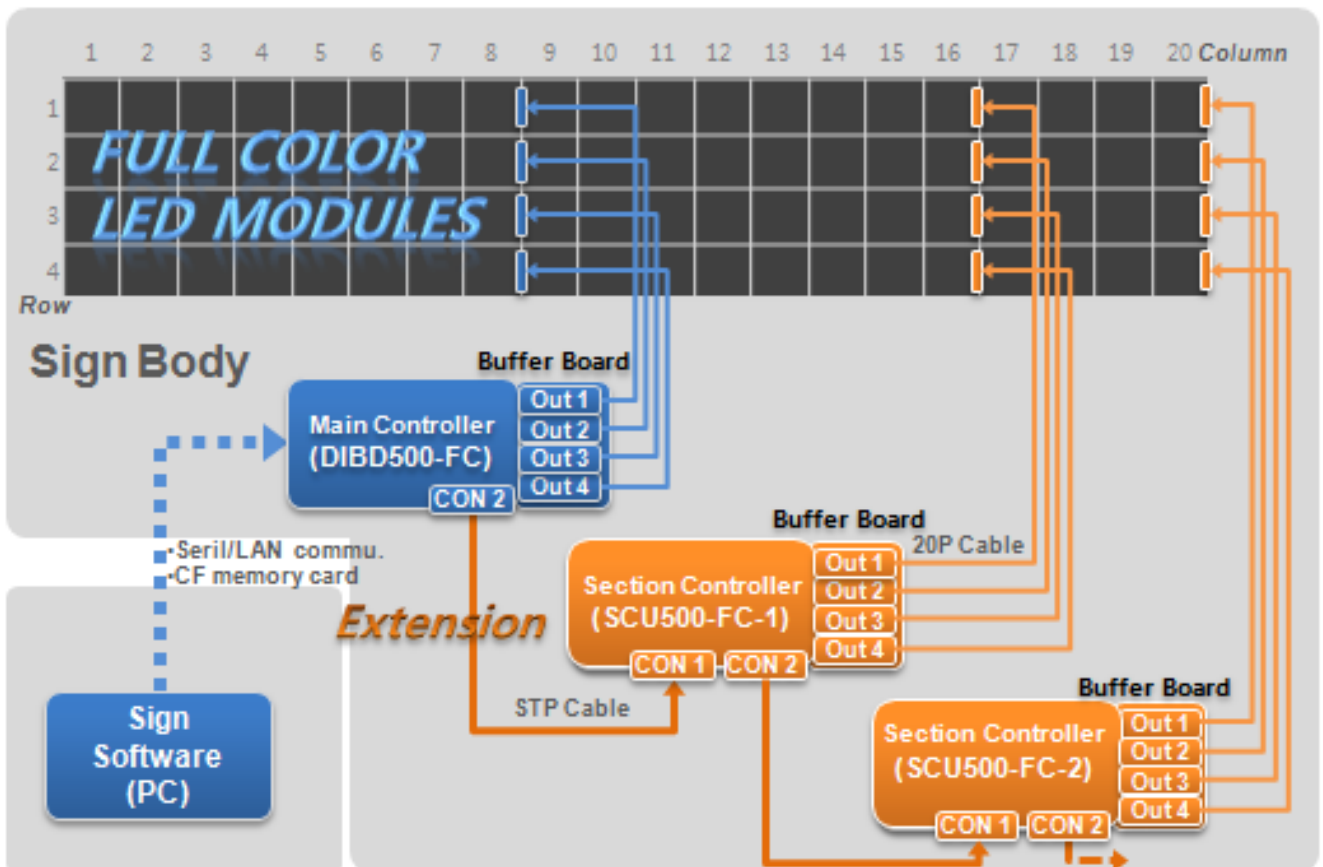 1 2 3 4 5 6 7 8 9 10 11 12 13 14 15 16 17 18 19 20 Column
1
FULL COLOR
2
LED MODULES
3
4
Row
Sign Body
Buffer Board
Main Controller
(DIBD500-FC)
Out 1
Out 2
Out 3
Out 4
CON 2
•Seril/LAN commu.
•CF memory card
Buffer Board
20P Cable
Section Controller
(SCU500-FC-1)
Out 1
Out 2
Out 3
Out 4
CON 1 CON 2
Extension
STP Cable
Sign
Software
(PC)
Buffer Board
Section Controller
(SCU500-FC-2)
Out 1
Out 2
Out 3
Out 4
CON 1 CON 2